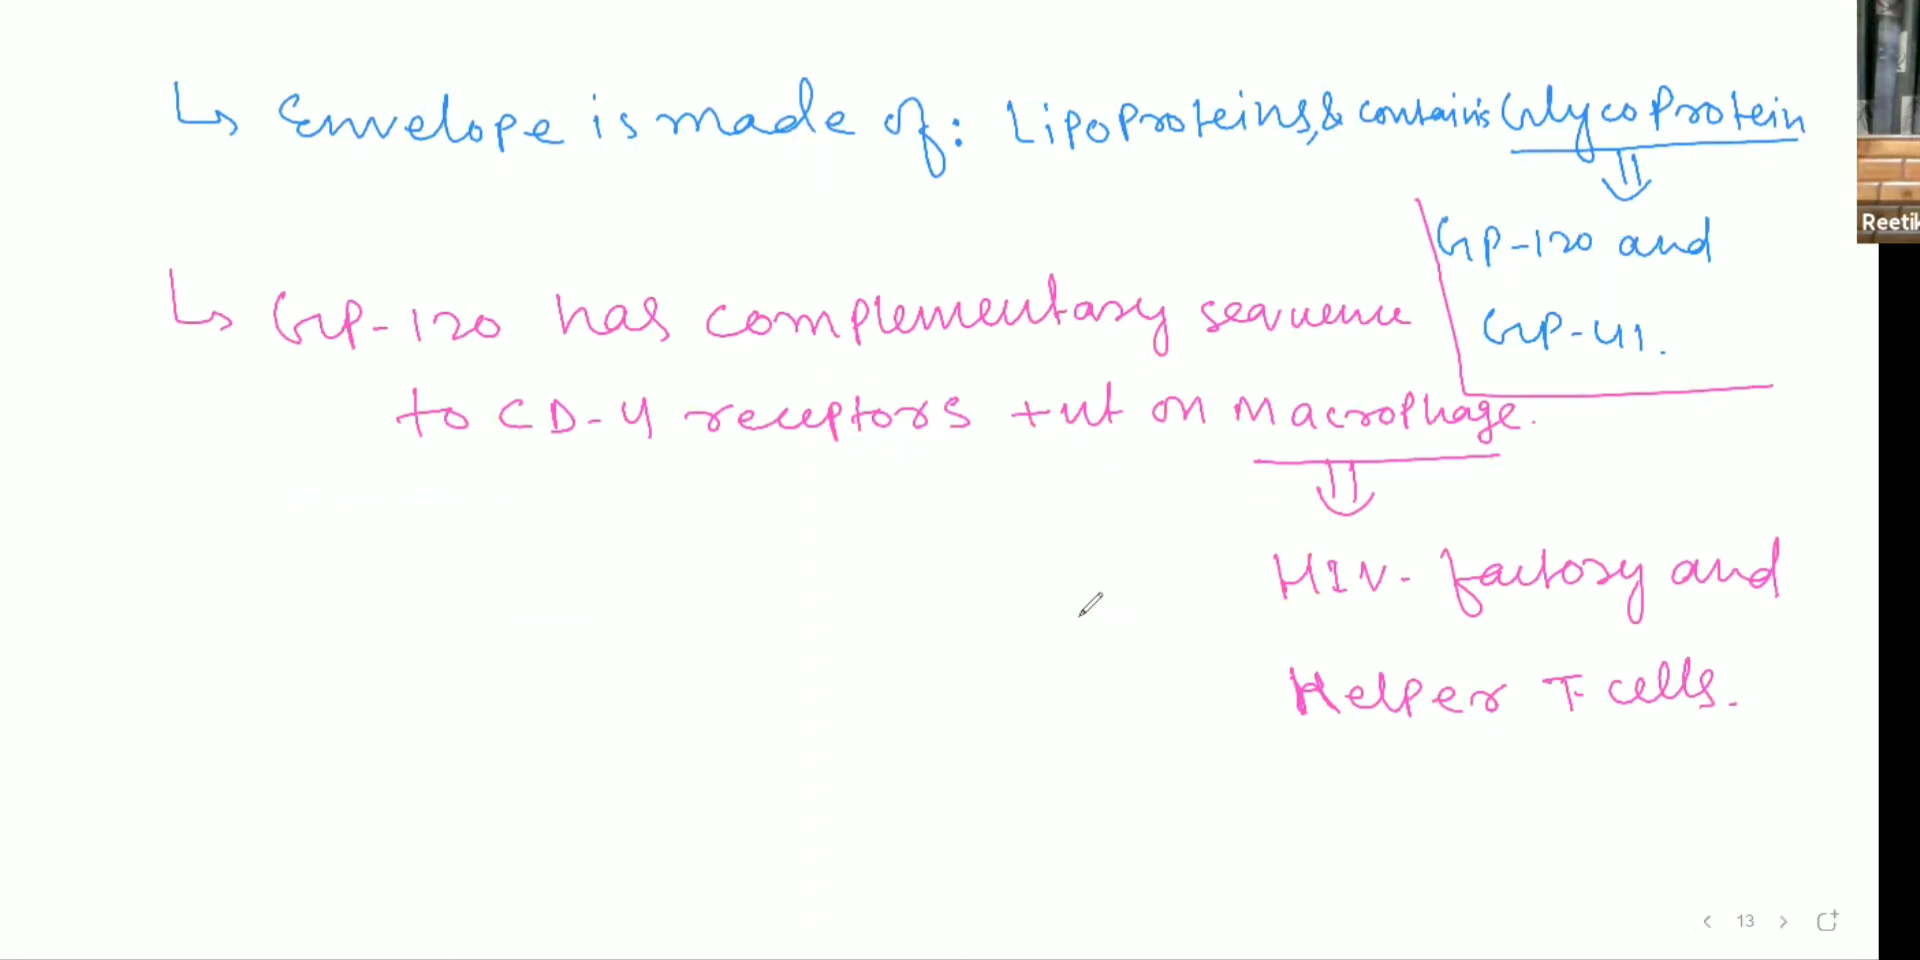 ↳ Envelope is made of: Lipoproteins, & contains GlycoProtein
GP-120 and
GP-41.
↳ GP-120 has complementary sequence
to CD-4 receptors +ut on Macrophage.
HIV- factory and
Helper T-cells.
Reetik
< 13 >